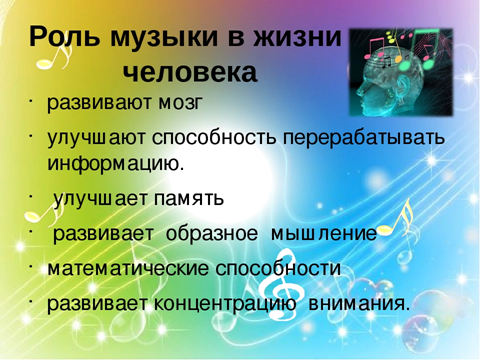 Роль музыки в жизни
человека
· развивают мозг
· улучшают способность перерабатывать
информацию.
· улучшает память
· развивает образное мышление
· математические способности
· развивает концентрацию внимания.